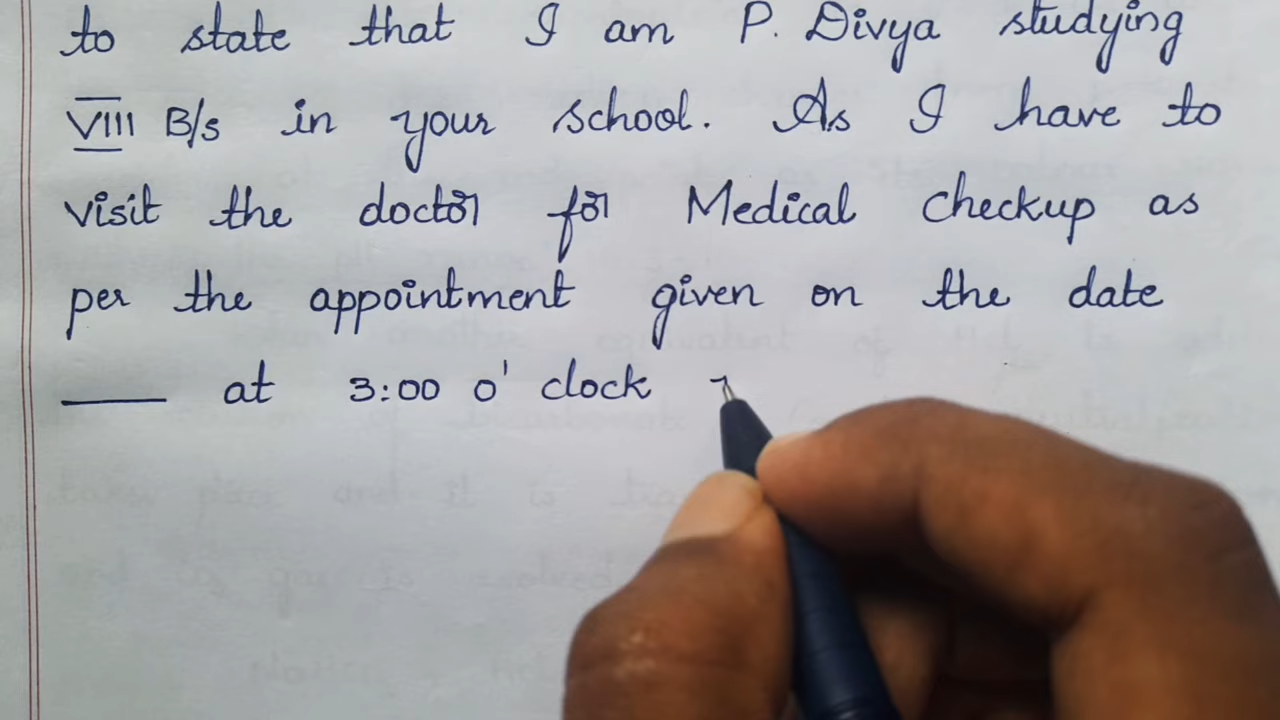 to state that I am P. Divya studying
VIII B/s in your school. As I have to
visit the doctor for Medical checkup as
per the appointment given on the date
____ at 3:00 o' clock